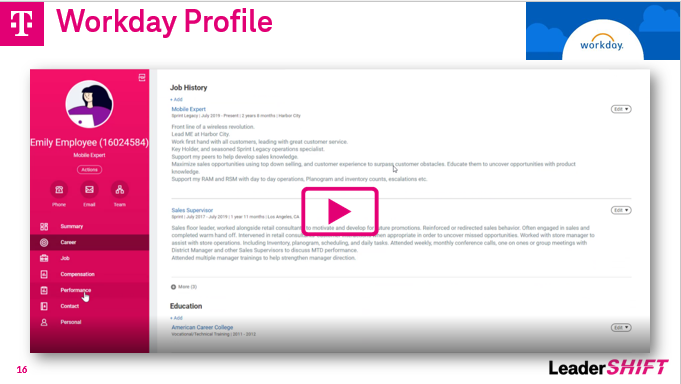 T
Workday Profile
workday.
Emily Employee (16024584)
Mobile Expert
Actions
Phone
Email
Team
Summary
Career
Job
Compensation
Performance
Contact
Personal
Job History
+ Add
Mobile Expert
Edit
Sprint Legacy | July 2019 - Present | 2 years 8 months | Harbor City
Front line of a wireless revolution.
Lead ME at Harbor City.
Work first hand with all customers, leading with great customer service.
Key Holder, and seasoned Sprint Legacy operations specialist.
Support my peers to help develop sales knowledge.
Maximize sales opportunities using top down selling, and customer experience to surpass customer obstacles. Educate them to uncover opportunities with product
knowledge.
Support my RAM and RBM with day to day operations, Planogram and inventory counts, escalations etc.
Sales Supervisor
Edit
Sprint | July 2017 - July 2019 | 1 year 11 months | Los Angeles, CA
Sales floor leader, worked alongside retail to motivate and develop for future promotions. Reinforced or redirected sales behavior. Often engaged in sales and
completed warm hand off. Intervened in retail appropriate in order to uncover missed opportunities. Worked with store manager to
assist with store operations. Including Inventory, planogram, scheduling, and daily tasks. Attended weekly, monthly conference calls, one on ones or group meetings with
District Manager and other Sales Supervisors to discuss MTD performance.
Attended multiple manager trainings to help strengthen manager direction.
More (3)
Education
+ Add
American Career College
Edit
Vocational/Technical Training | 2011 - 2012
16
LeaderSHIFT